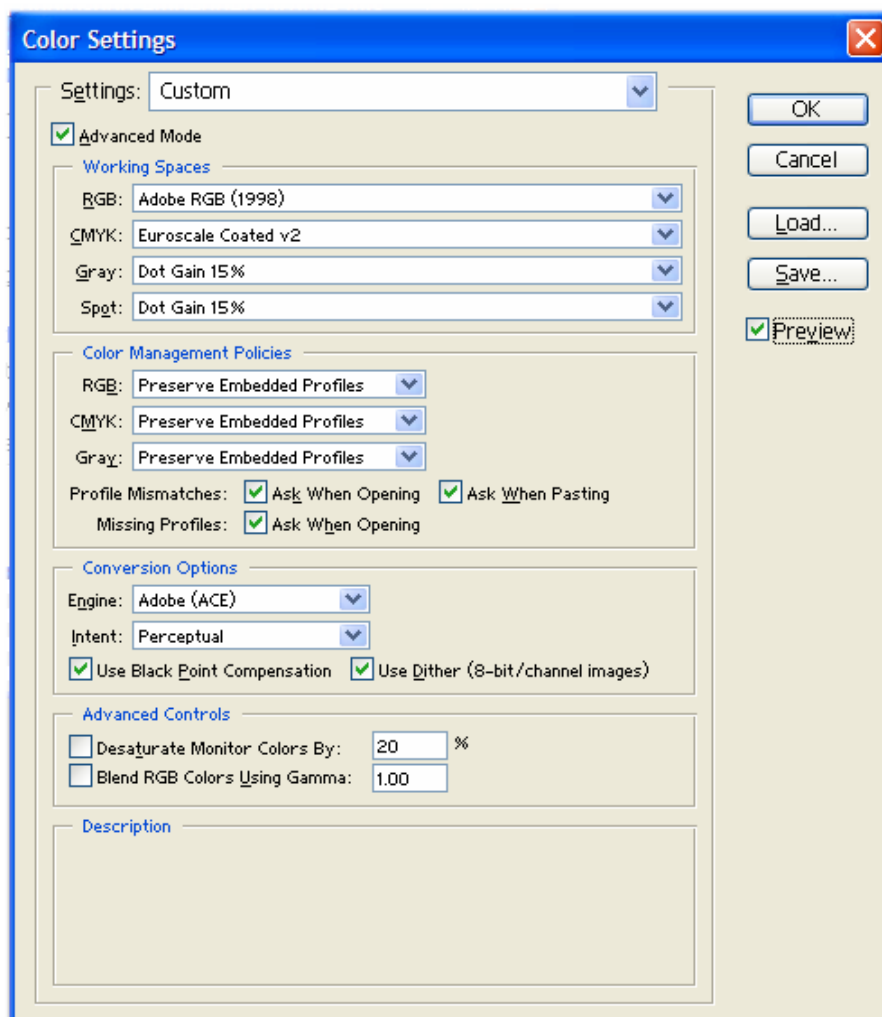 Color Settings
Settings: Custom
OK
Advanced Mode
Cancel
Working Spaces
RGB: Adobe RGB (1998)
CMYK: Euroscale Coated v2
Load...
Gray: Dot Gain 15%
Save...
Spot: Dot Gain 15%
Preview
Color Management Policies
RGB: Preserve Embedded Profiles
CMYK: Preserve Embedded Profiles
Gray: Preserve Embedded Profiles
Profile Mismatches: Ask When Opening Ask When Pasting
Missing Profiles: Ask When Opening
Conversion Options
Engine: Adobe (ACE)
Intent: Perceptual
Use Black Point Compensation Use Dither (8-bit/channel images)
Advanced Controls
Desaturate Monitor Colors By: 20 %
Blend RGB Colors Using Gamma: 1.00
Description